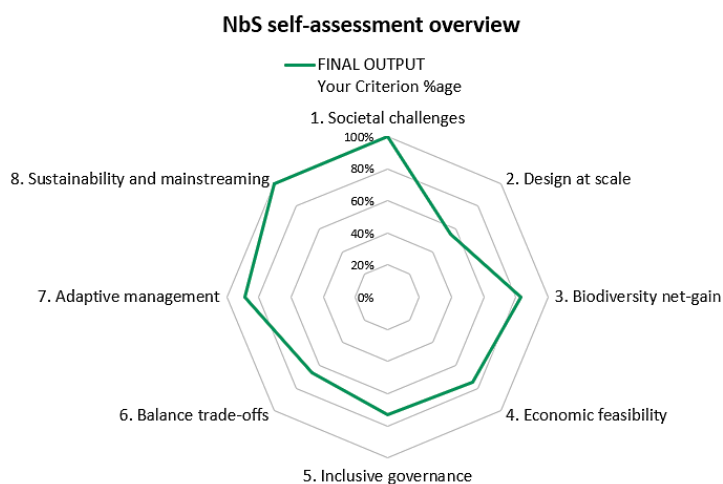 NbS self-assessment overview
FINAL OUTPUT
Your Criterion %age
1. Societal challenges
100%
8. Sustainability and mainstreaming
2. Design at scale
80%
60%
40%
20%
7. Adaptive management
0%
3. Biodiversity net-gain
6. Balance trade-offs
4. Economic feasibility
5. Inclusive governance